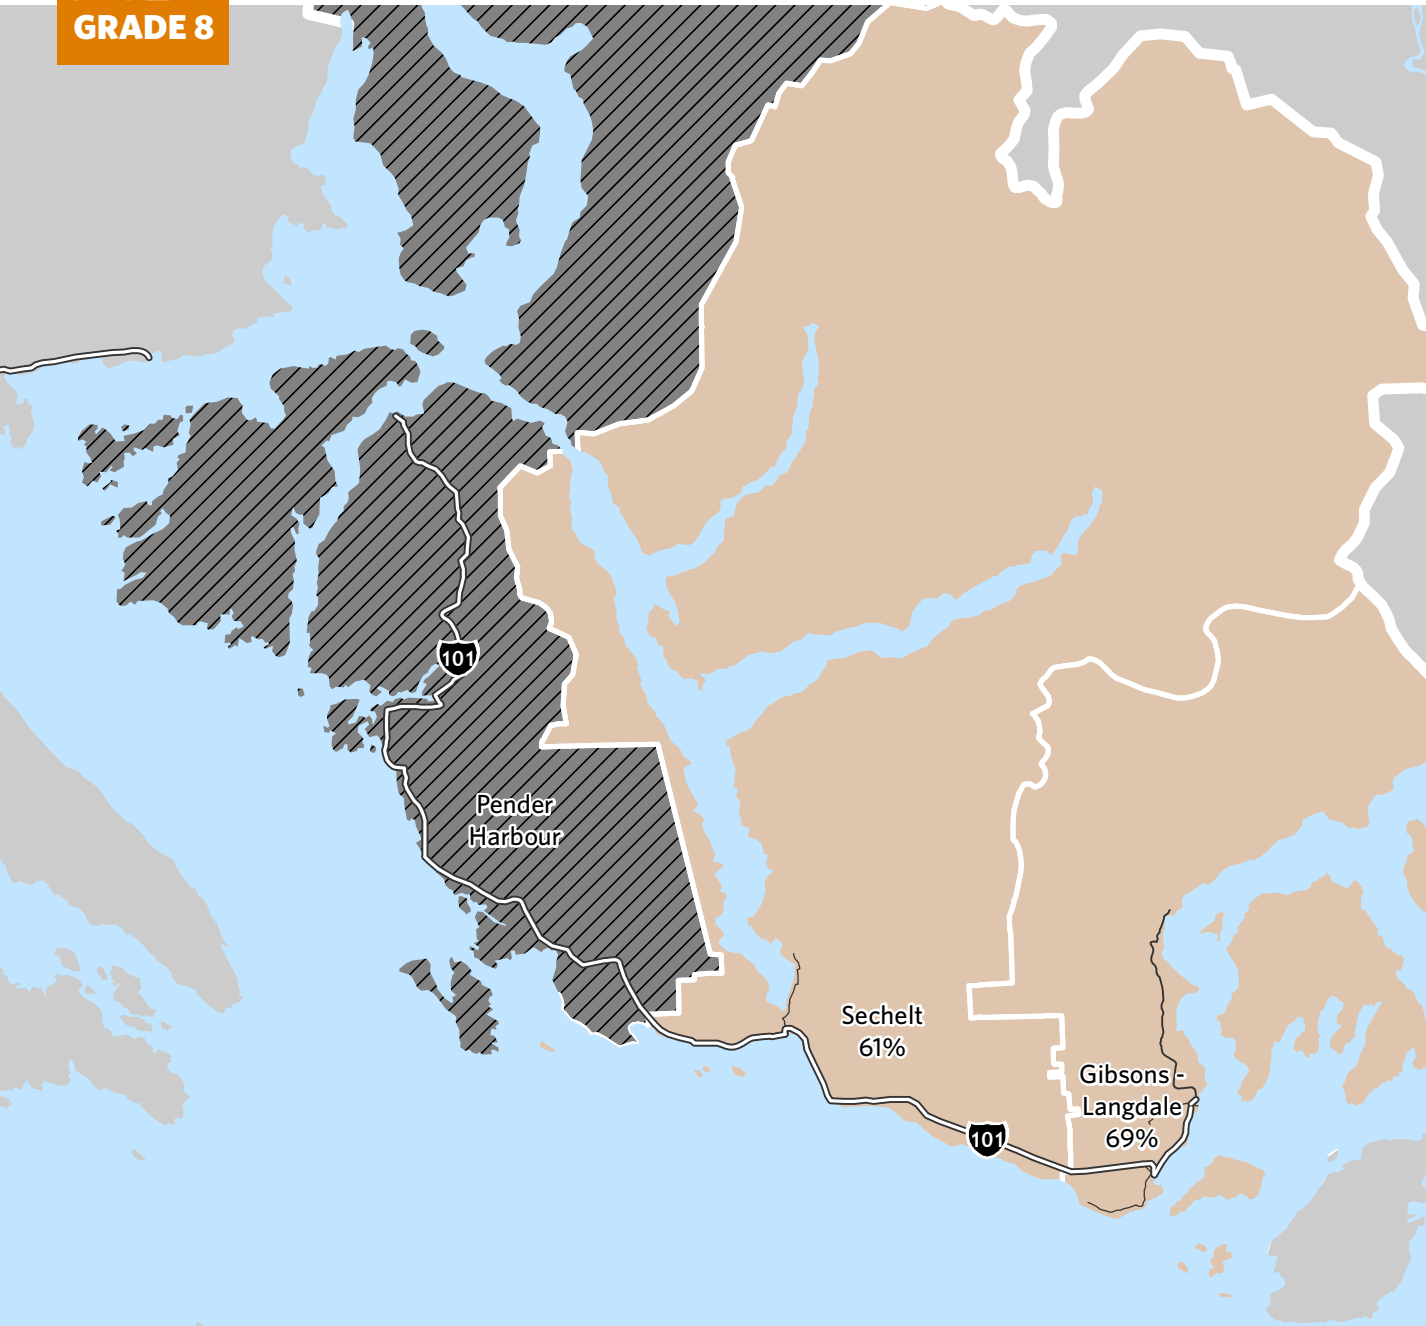 GRADE 8
101
Pender
Harbour
Sechelt
61%
Gibsons -
Langdale
69%
101